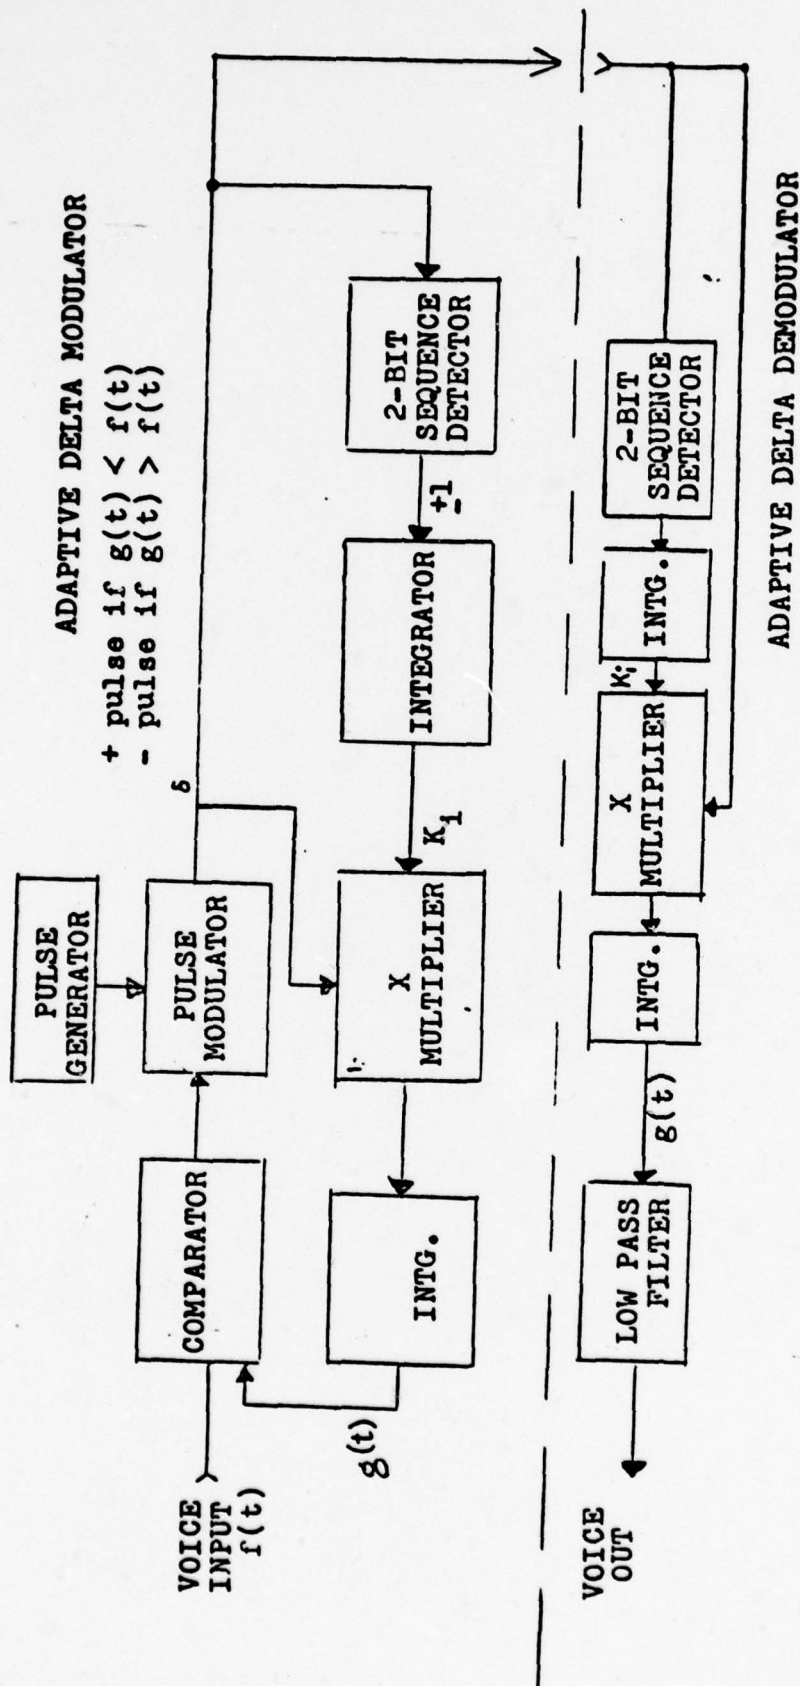 ADAPTIVE DELTA MODULATOR
+ pulse if g(t) < f(t)
- pulse if g(t) > f(t)
PULSE
GENERATOR
VOICE
INPUT
f(t)
COMPARATOR
PULSE
MODULATOR
δ
g(t)
INTG.
X
MULTIPLIER
K1
INTEGRATOR
±1
2-BIT
SEQUENCE
DETECTOR
VOICE
OUT
LOW PASS
FILTER
g(t)
INTG.
X
MULTIPLIER
Ki
INTG.
2-BIT
SEQUENCE
DETECTOR
ADAPTIVE DELTA DEMODULATOR